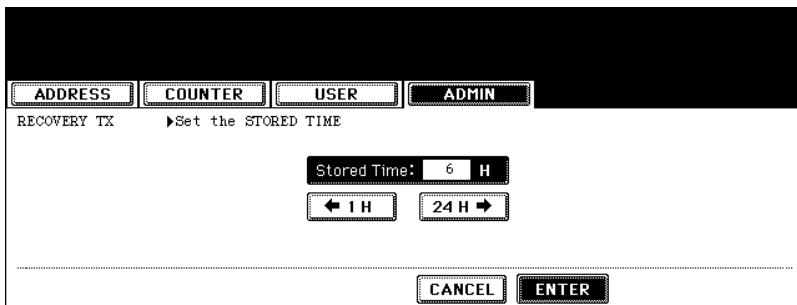 ADDRESS COUNTER USER ADMIN
RECOVERY TX ▶Set the STORED TIME
Stored Time: 6 H
← 1 H 24 H →
CANCEL ENTER